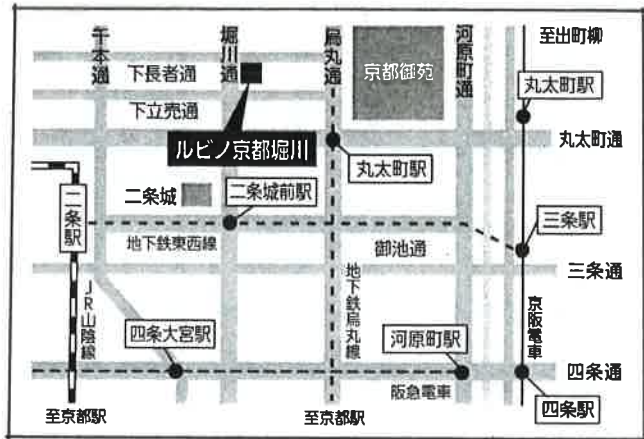 千本通
堀川通
烏丸通
河原町通
至出町柳
下長者通
京都御苑
丸太町駅
下立売通
ルビノ京都堀川
丸太町通
丸太町駅
二条城
二条城前駅
二条駅
三条駅
地下鉄東西線
御池通
三条通
JR山陰線
四条大宮駅
地下鉄烏丸線
河原町駅
京阪電車
四条通
阪急電車
四条駅
至京都駅
至京都駅